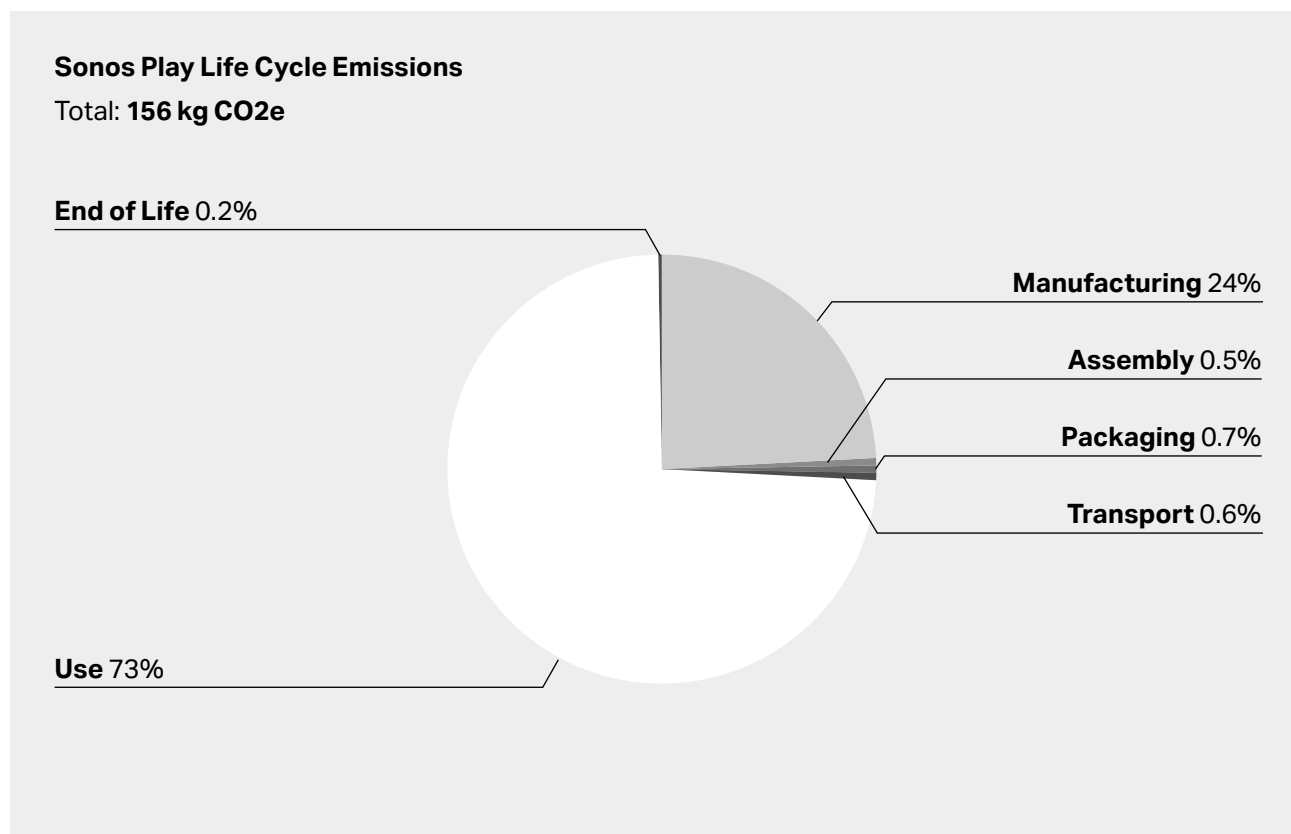 Sonos Play Life Cycle Emissions
Total: 156 kg CO2e
End of Life 0.2%
Manufacturing 24%
Assembly 0.5%
Packaging 0.7%
Transport 0.6%
Use 73%